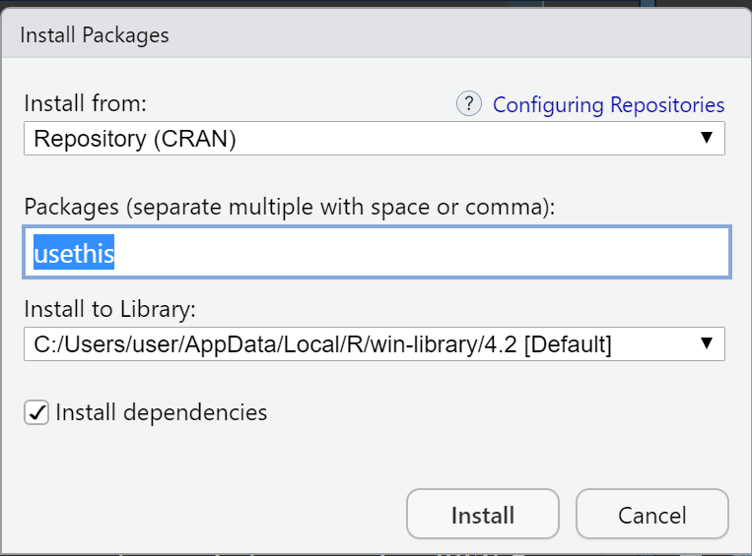 Install Packages
Install from:
? Configuring Repositories
Repository (CRAN)
Packages (separate multiple with space or comma):
usethis
Install to Library:
C:/Users/user/AppData/Local/R/win-library/4.2 [Default]
Install dependencies
Install Cancel